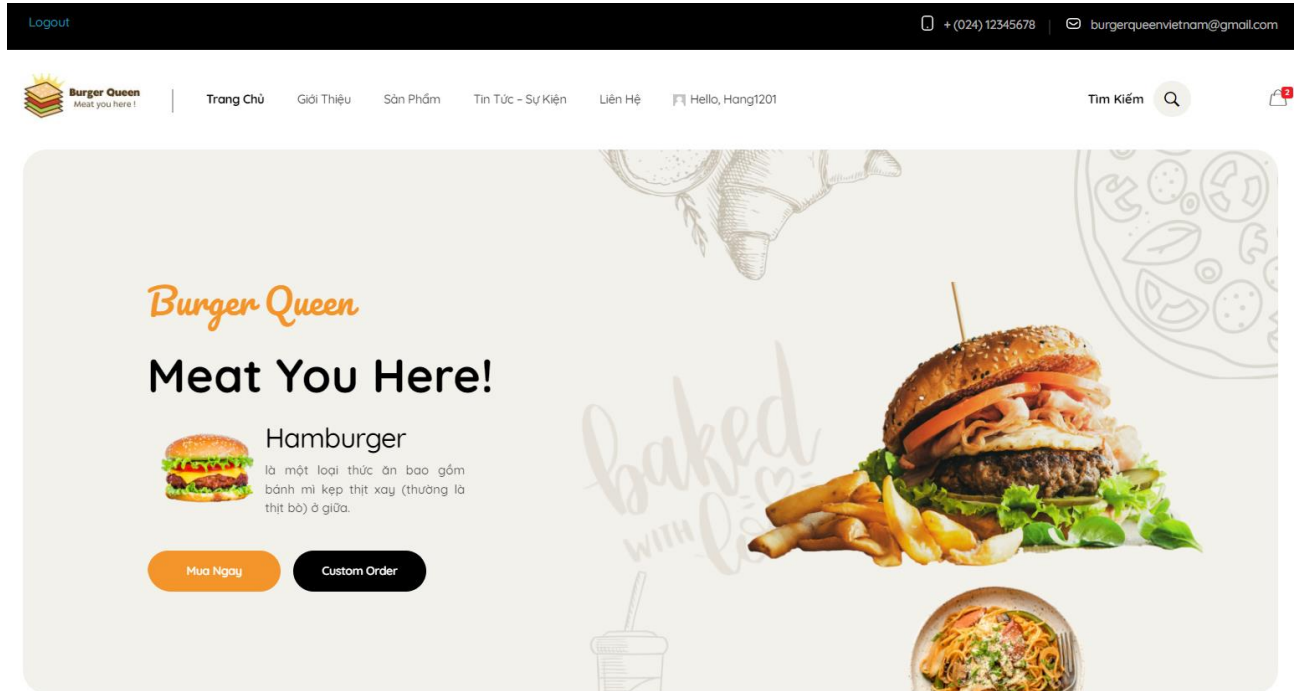 Logout
+ (024) 12345678
burgerqueenvietnam@gmail.com
Burger Queen
Meat you here !
Trang Chủ
Giới Thiệu
Sản Phẩm
Tin Tức – Sự Kiện
Liên Hệ
Hello, Hang1201
Tìm Kiếm
2
Burger Queen
Meat You Here!
Hamburger
là một loại thức ăn bao gồm
bánh mì kẹp thịt xay (thường là
thịt bò) ở giữa.
Mua Ngay
Custom Order
baked
WITH